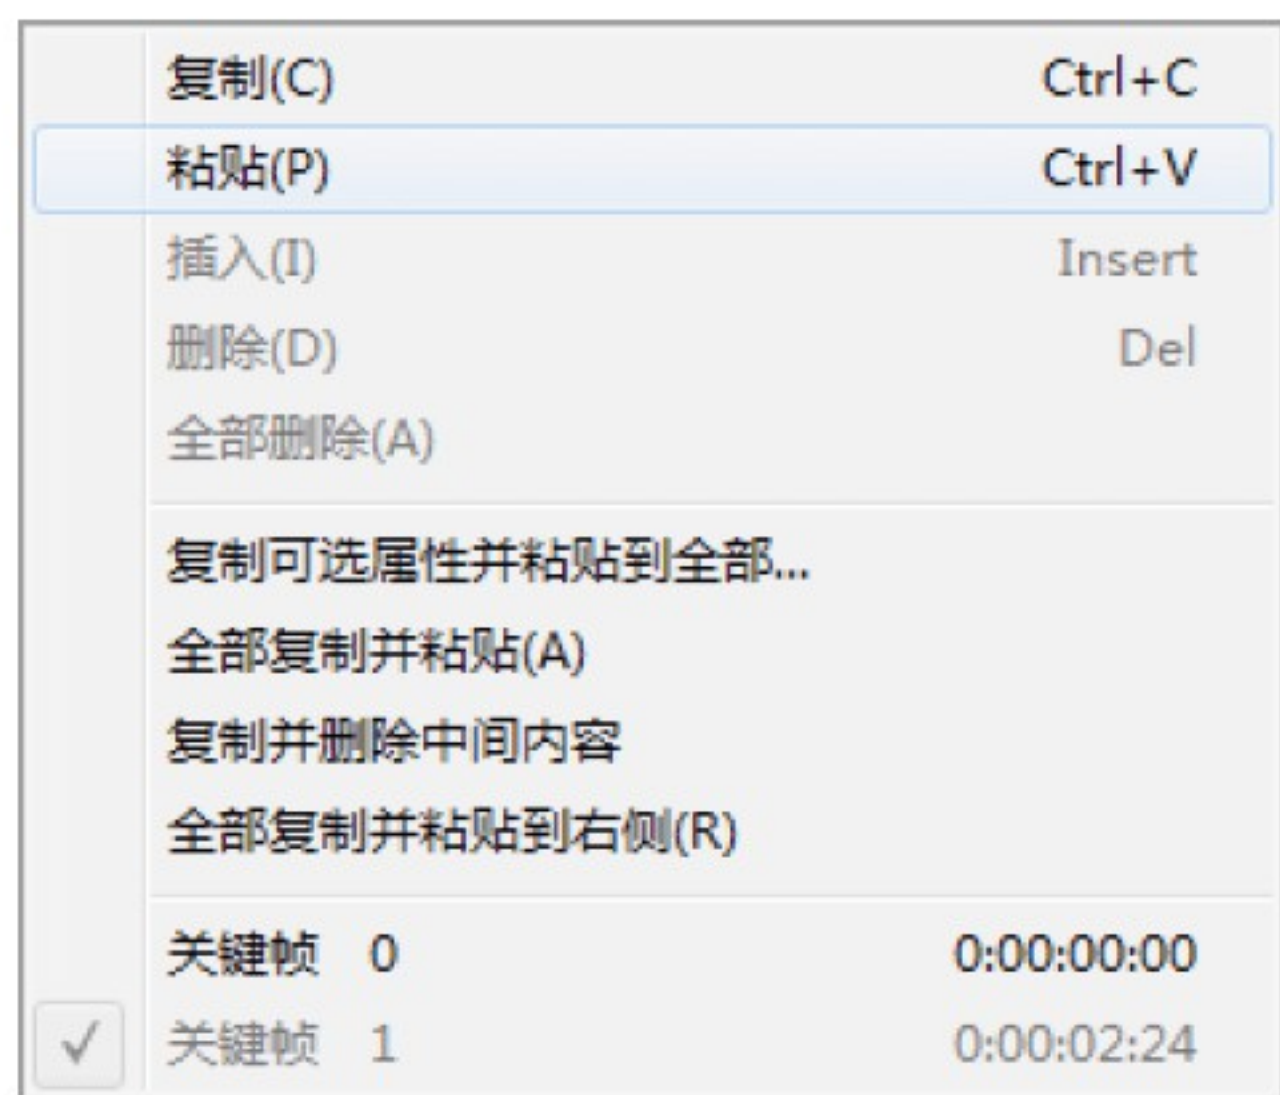 复制(C) Ctrl+C
粘贴(P) Ctrl+V
插入(I) Insert
删除(D) Del
全部删除(A)
复制可选属性并粘贴到全部...
全部复制并粘贴(A)
复制并删除中间内容
全部复制并粘贴到右侧(R)
关键帧 0 0:00:00:00
关键帧 1 0:00:02:24